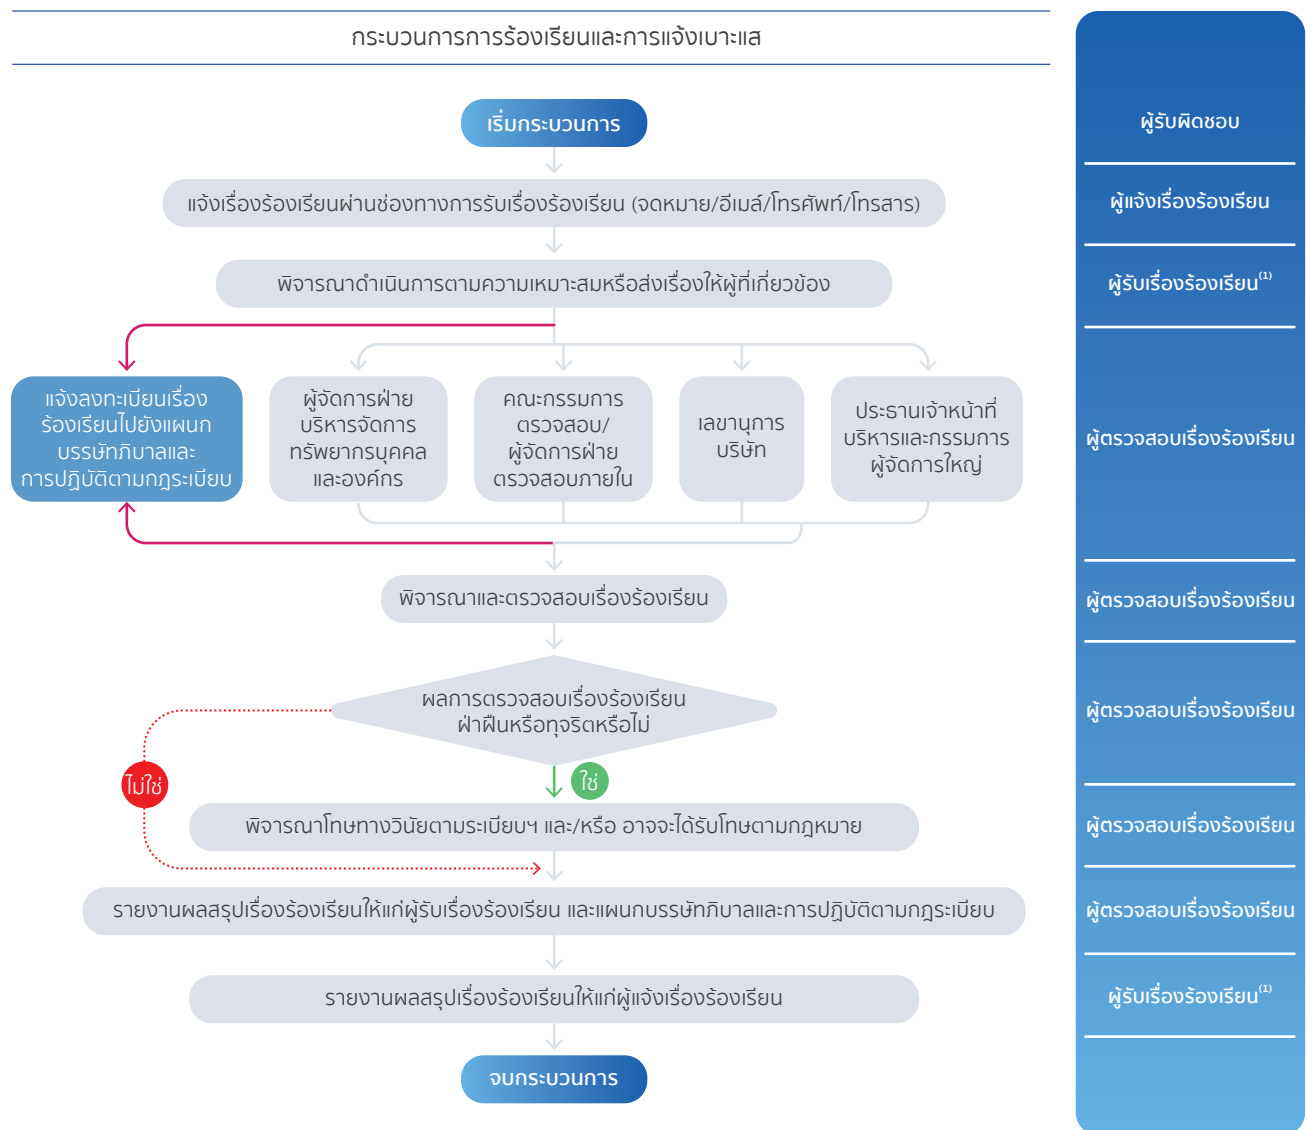 กระบวนการการร้องเรียนและการแจ้งเบาะแส
เริ่มกระบวนการ
ผู้รับผิดชอบ
แจ้งเรื่องร้องเรียนผ่านช่องทางการรับเรื่องร้องเรียน (จดหมาย/อีเมล์/โทรศัพท์/โทรสาร)
ผู้แจ้งเรื่องร้องเรียน
พิจารณาดำเนินการตามความเหมาะสมหรือส่งเรื่องให้ผู้ที่เกี่ยวข้อง
ผู้รับเรื่องร้องเรียน⁽¹⁾
แจ้งลงทะเบียนเรื่อง
ร้องเรียนไปยังแผนก
บรรษัทภิบาลและ
การปฏิบัติตามกฎระเบียบ
ผู้จัดการฝ่าย
บริหารจัดการ
ทรัพยากรบุคคล
และองค์กร
คณะกรรมการ
ตรวจสอบ/
ผู้จัดการฝ่าย
ตรวจสอบภายใน
เลขานุการ
บริษัท
ประธานเจ้าหน้าที่
บริหารและกรรมการ
ผู้จัดการใหญ่
ผู้ตรวจสอบเรื่องร้องเรียน
พิจารณาและตรวจสอบเรื่องร้องเรียน
ผู้ตรวจสอบเรื่องร้องเรียน
ผลการตรวจสอบเรื่องร้องเรียน
ฝ่าฝืนหรือทุจริตหรือไม่
ผู้ตรวจสอบเรื่องร้องเรียน
ไม่ใช่
ใช่
พิจารณาโทษทางวินัยตามระเบียบฯ และ/หรือ อาจจะได้รับโทษตามกฎหมาย
ผู้ตรวจสอบเรื่องร้องเรียน
รายงานผลสรุปเรื่องร้องเรียนให้แก่ผู้รับเรื่องร้องเรียน และแผนกบรรษัทภิบาลและการปฏิบัติตามกฎระเบียบ
ผู้ตรวจสอบเรื่องร้องเรียน
รายงานผลสรุปเรื่องร้องเรียนให้แก่ผู้แจ้งเรื่องร้องเรียน
ผู้รับเรื่องร้องเรียน⁽¹⁾
จบกระบวนการ